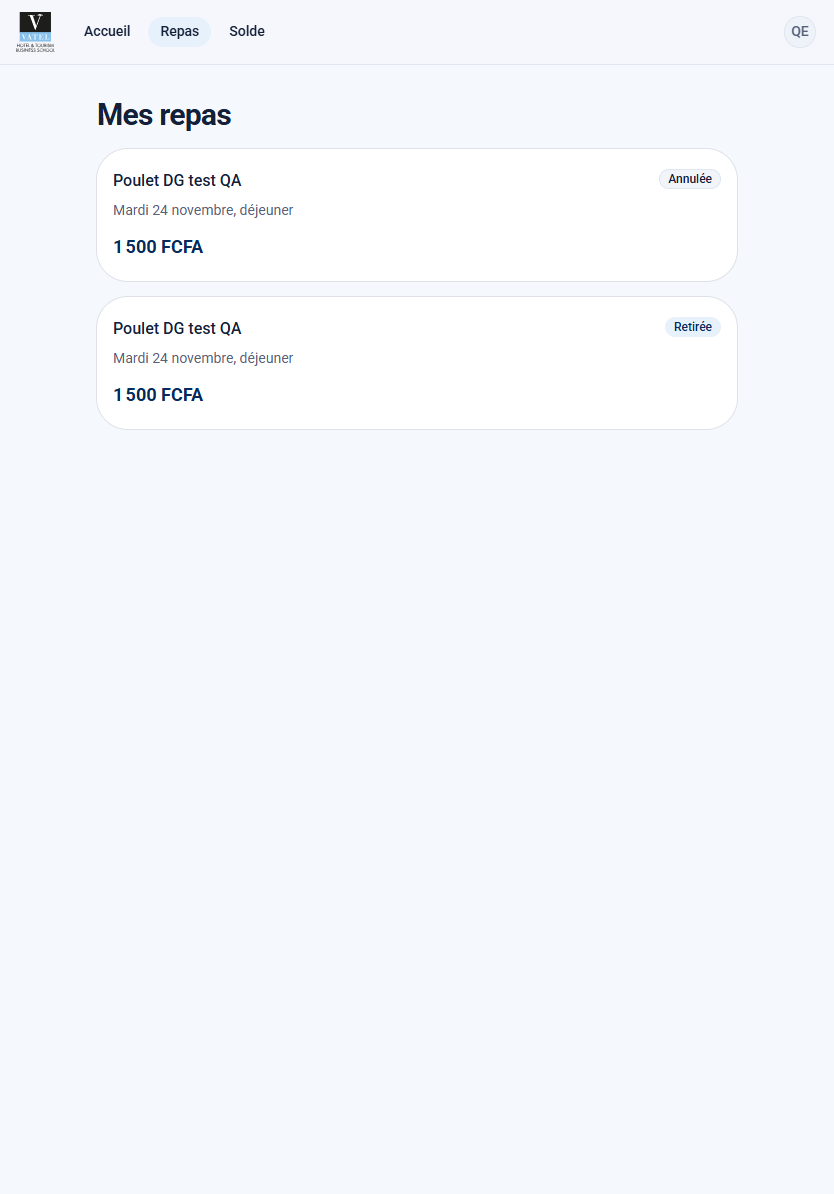 V
VATEL
HOTEL & TOURISM
BUSINESS SCHOOL
Accueil
Repas
Solde
QE
Mes repas
Poulet DG test QA
Annulée
Mardi 24 novembre, déjeuner
1 500 FCFA
Poulet DG test QA
Retirée
Mardi 24 novembre, déjeuner
1 500 FCFA